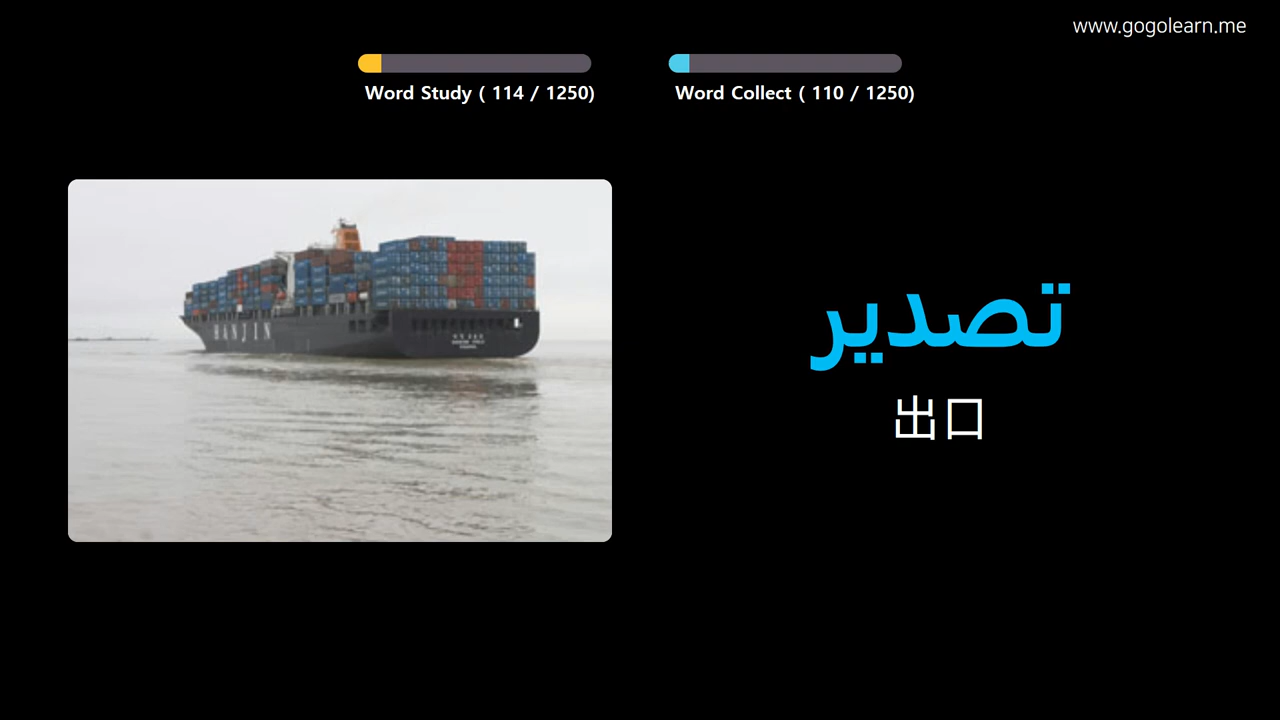 www.gogolearn.me
Word Study ( 114 / 1250)
Word Collect ( 110 / 1250)
HANJIN
تصدير
出口